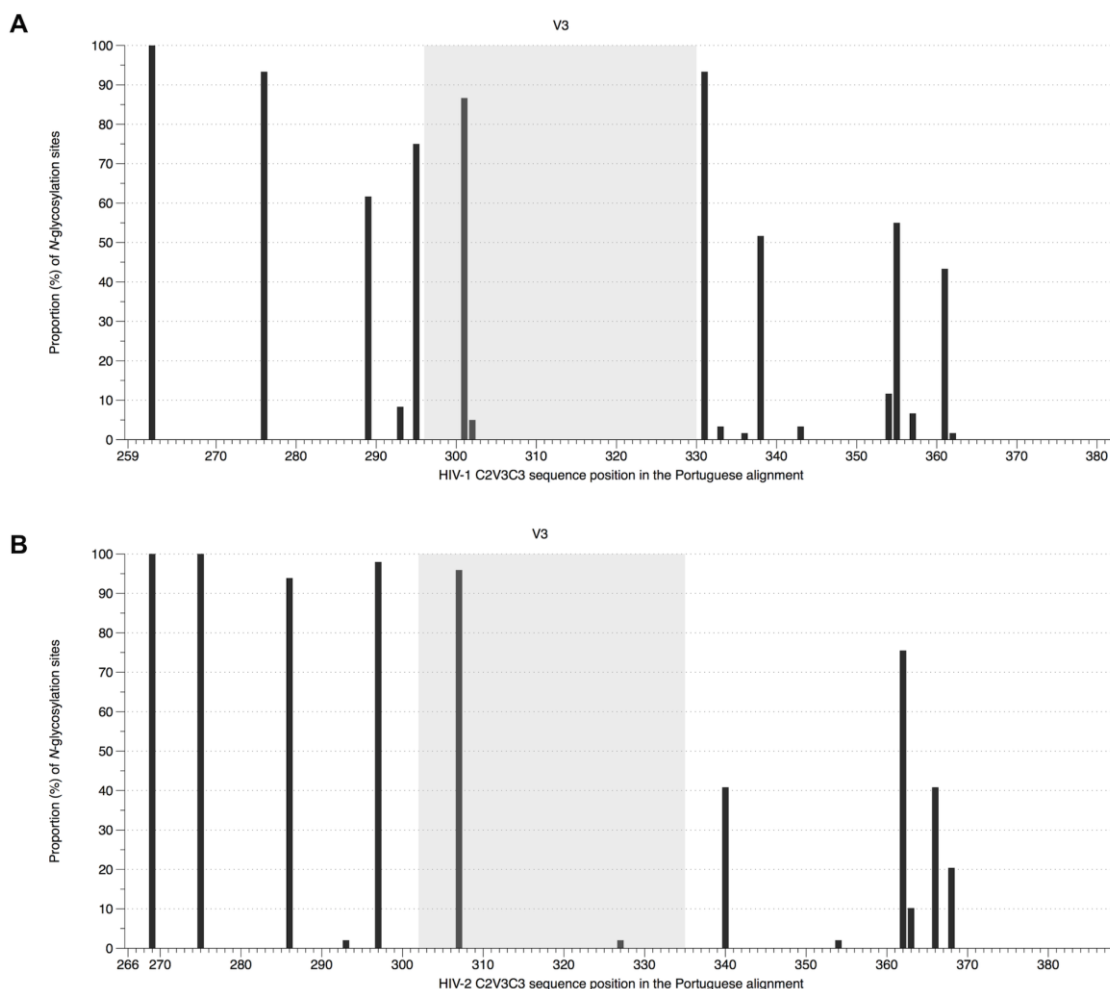 A
V3
Proportion (%) of N-glycosylation sites
100
90
80
70
60
50
40
30
20
10
0
259 270 280 290 300 310 320 330 340 350 360 370 380
HIV-1 C2V3C3 sequence position in the Portuguese alignment
B
V3
Proportion (%) of N-glycosylation sites
100
90
80
70
60
50
40
30
20
10
0
266 270 280 290 300 310 320 330 340 350 360 370 380
HIV-2 C2V3C3 sequence position in the Portuguese alignment